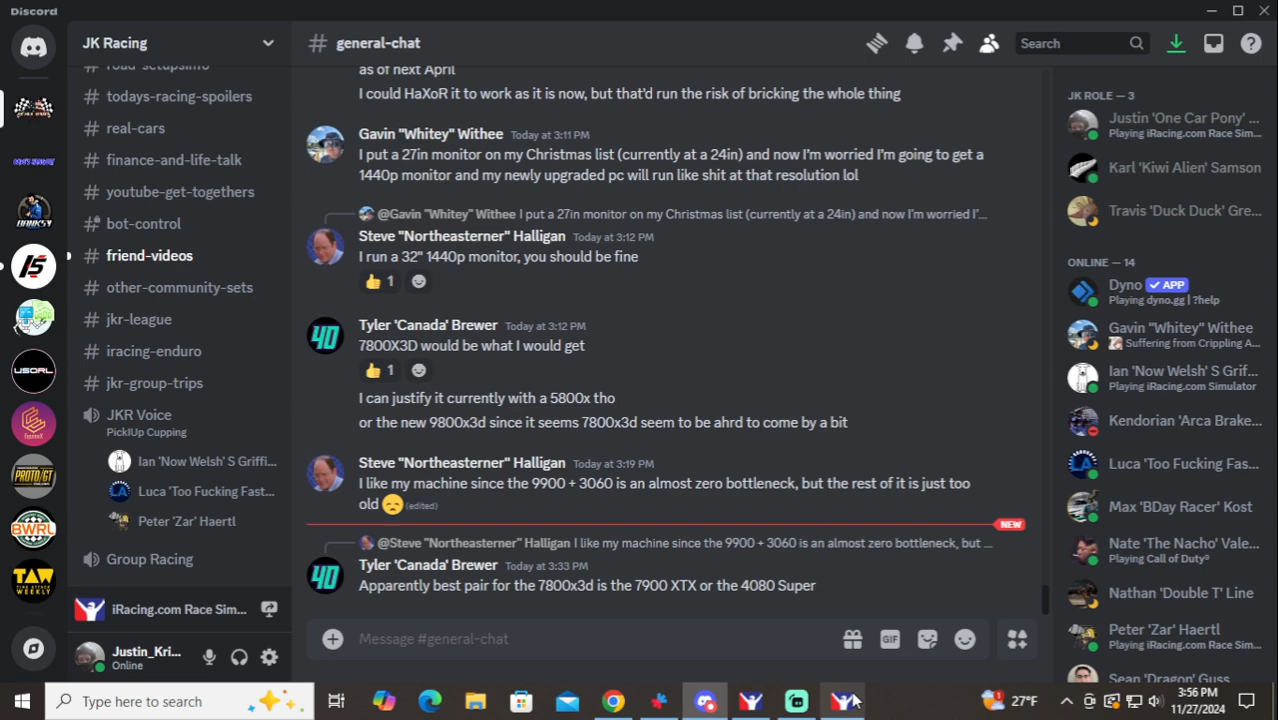 Discord
JK Racing
general-chat
Search
road-setupsinfo
todays-racing-spoilers
real-cars
finance-and-life-talk
youtube-get-togethers
bot-control
friend-videos
other-community-sets
jkr-league
iracing-enduro
jkr-group-trips
JKR Voice
PickIUp Cupping
Ian 'Now Welsh' S Griffi...
Luca 'Too Fucking Fast...
Peter 'Zar' Haertl
Group Racing
iRacing.com Race Sim...
Justin_Kri...
Online
as of next April
I could HaXoR it to work as it is now, but that'd run the risk of bricking the whole thing
Gavin "Whitey" Withee Today at 3:11 PM
I put a 27in monitor on my Christmas list (currently at a 24in) and now I'm worried I'm going to get a
1440p monitor and my newly upgraded pc will run like shit at that resolution lol
@Gavin "Whitey" Withee I put a 27in monitor on my Christmas list (currently at a 24in) and now I'm worried I'...
Steve "Northeasterner" Halligan Today at 3:12 PM
I run a 32" 1440p monitor, you should be fine
1
40
Tyler 'Canada' Brewer Today at 3:12 PM
7800X3D would be what I would get
1
I can justify it currently with a 5800x tho
or the new 9800x3d since it seems 7800x3d seem to be ahrd to come by a bit
Steve "Northeasterner" Halligan Today at 3:19 PM
I like my machine since the 9900 + 3060 is an almost zero bottleneck, but the rest of it is just too
old (edited)
NEW
@Steve "Northeasterner" Halligan I like my machine since the 9900 + 3060 is an almost zero bottleneck, but ...
40
Tyler 'Canada' Brewer Today at 3:33 PM
Apparently best pair for the 7800x3d is the 7900 XTX or the 4080 Super
Message #general-chat
GIF
JK ROLE — 3
Justin 'One Car Pony' ...
Playing iRacing.com Race Sim...
Karl 'Kiwi Alien' Samson
Travis 'Duck Duck' Gre...
ONLINE — 14
Dyno APP
Playing dyno.gg | ?help
Gavin "Whitey" Withee
Suffering from Crippling A...
Ian 'Now Welsh' S Grif...
Playing iRacing.com Simulator
Kendorian 'Arca Brake...
Luca 'Too Fucking Fas...
Max 'BDay Racer' Kost
Nate 'The Nacho' Vale...
Playing Call of Duty®
Nathan 'Double T' Line
Peter 'Zar' Haertl
Playing iRacing.com Race Sim...
Sean 'Dragon' Guss
USORL
PROTO/GT
BWRL
TAW
Type here to search
27°F
3:56 PM
11/27/2024